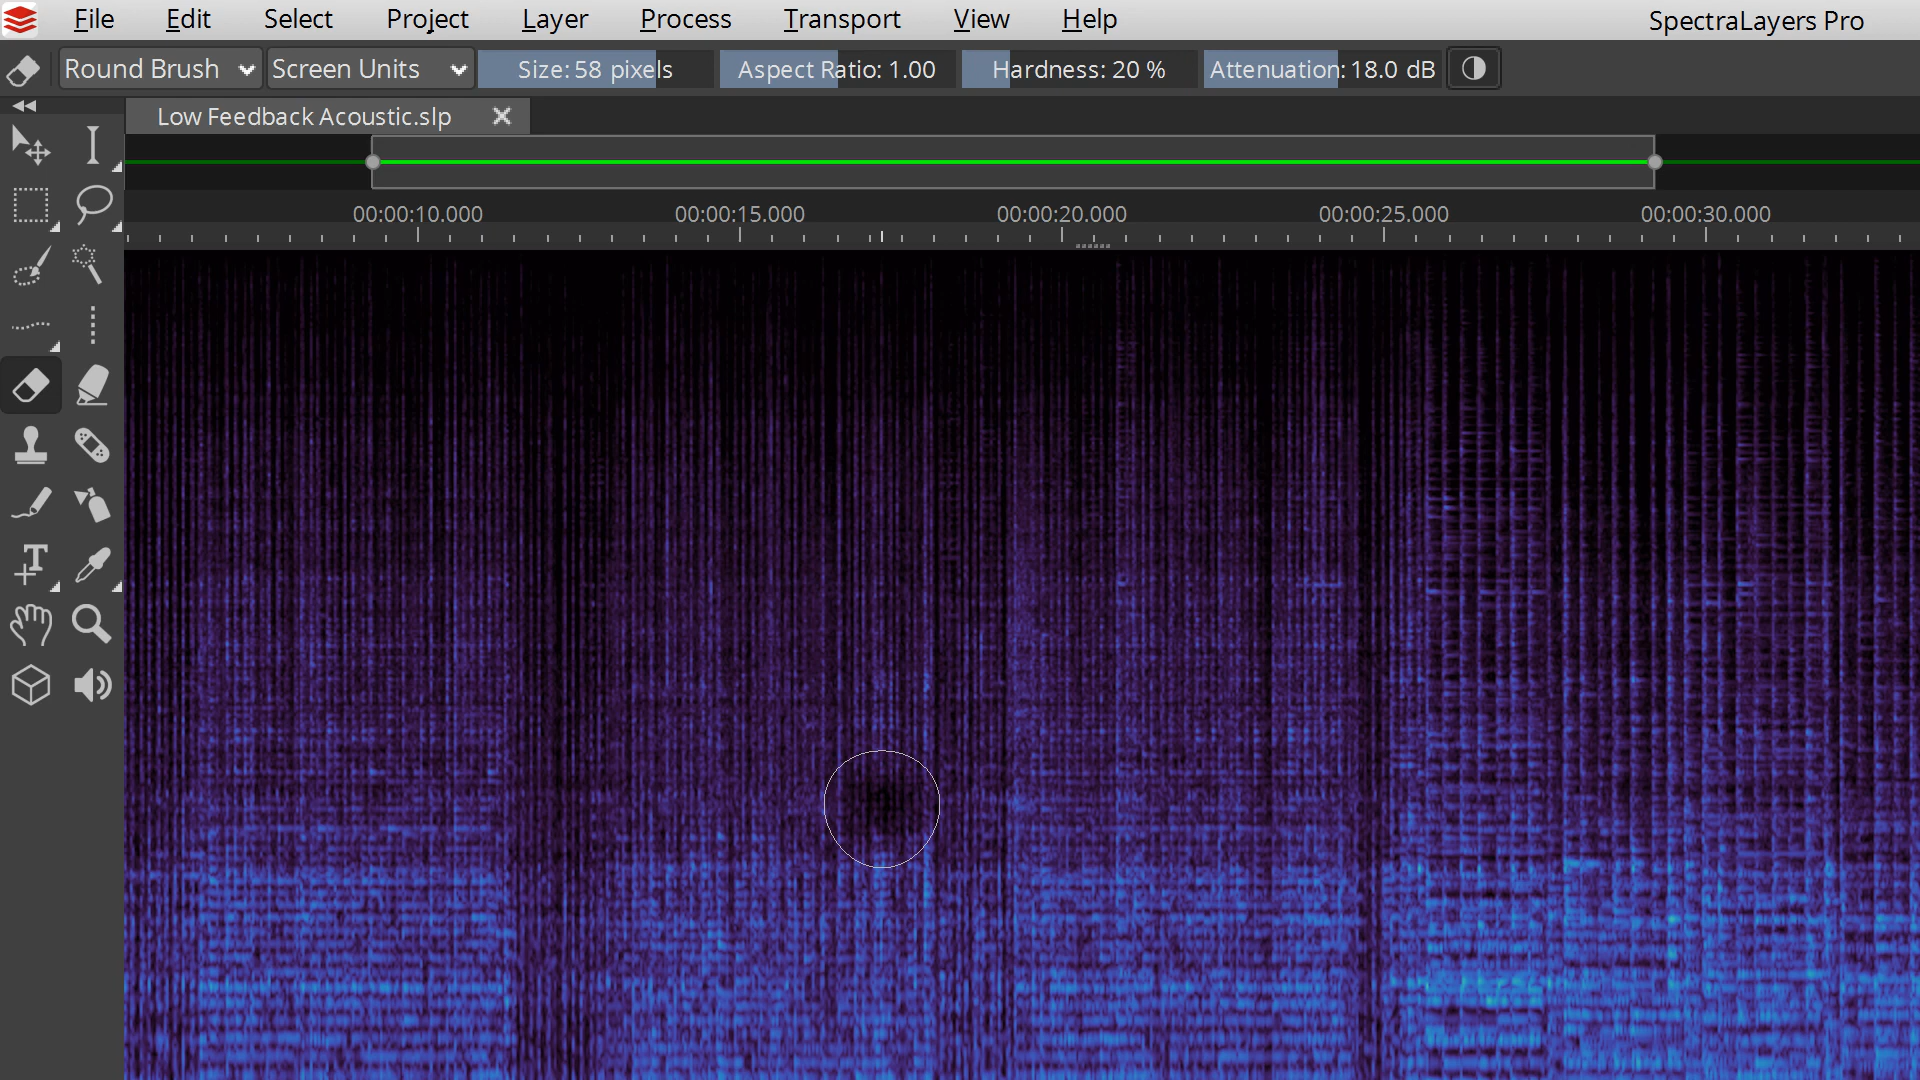 File Edit Select Project Layer Process Transport View Help SpectraLayers Pro
Round Brush Screen Units Size: 58 pixels Aspect Ratio: 1.00 Hardness: 20 % Attenuation: 18.0 dB
Low Feedback Acoustic.slp
00:00:10.000 00:00:15.000 00:00:20.000 00:00:25.000 00:00:30.000